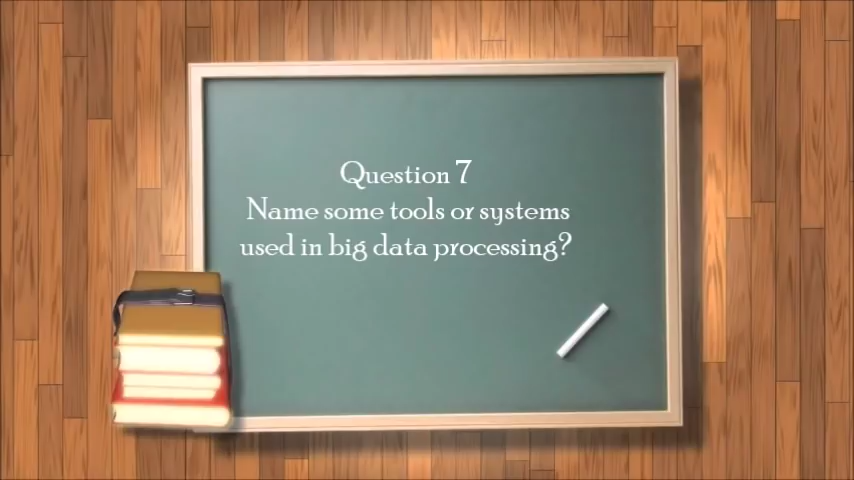 Question 7
Name some tools or systems
used in big data processing?